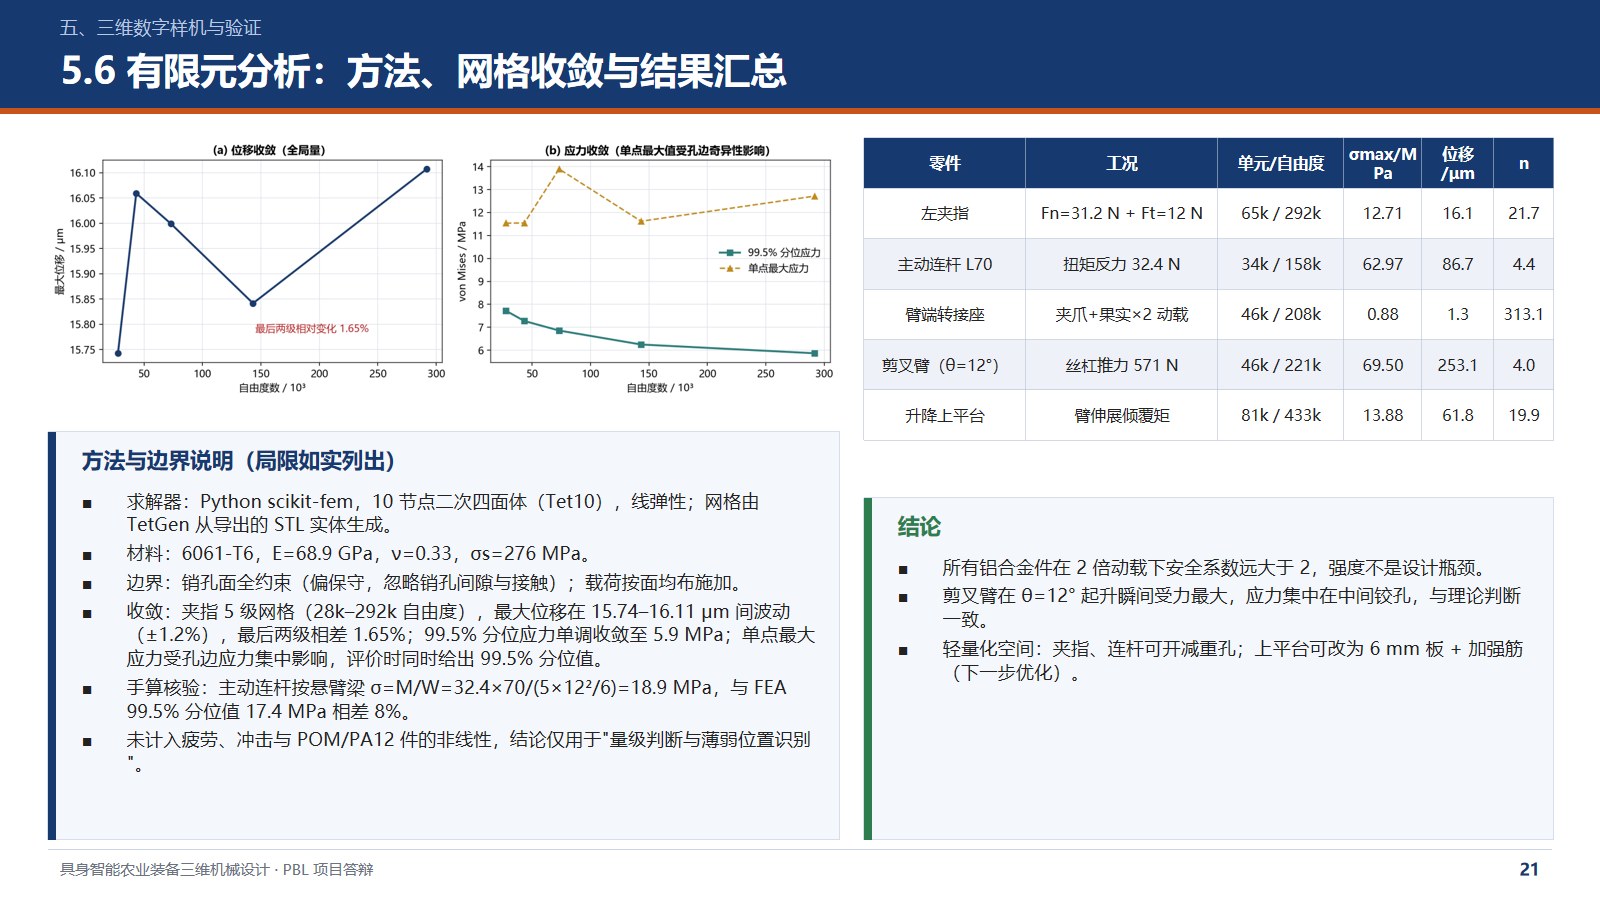 五、三维数字样机与验证
5.6 有限元分析：方法、网格收敛与结果汇总
(a) 位移收敛（全局量）
最大位移 / μm
16.10
16.05
16.00
15.95
15.90
15.85
15.80
15.75
最后两级相对变化 1.65%
50 100 150 200 250 300
自由度数 / 10³
(b) 应力收敛（单点最大值受孔边奇异性影响）
von Mises / MPa
14
13
12
11
10
9
8
7
6
99.5% 分位应力
单点最大应力
50 100 150 200 250 300
自由度数 / 10³
零件 工况 单元/自由度 σmax/M
Pa 位移
/μm n
左夹指 Fn=31.2 N + Ft=12 N 65k / 292k 12.71 16.1 21.7
主动连杆 L70 扭矩反力 32.4 N 34k / 158k 62.97 86.7 4.4
臂端转接座 夹爪+果实×2 动载 46k / 208k 0.88 1.3 313.1
剪叉臂（θ=12°） 丝杠推力 571 N 46k / 221k 69.50 253.1 4.0
升降上平台 臂伸展倾覆矩 81k / 433k 13.88 61.8 19.9
方法与边界说明（局限如实列出）
■ 求解器：Python scikit-fem，10 节点二次四面体（Tet10），线弹性；网格由
TetGen 从导出的 STL 实体生成。
■ 材料：6061-T6，E=68.9 GPa，ν=0.33，σs=276 MPa。
■ 边界：销孔面全约束（偏保守，忽略销孔间隙与接触）；载荷按面均布施加。
■ 收敛：夹指 5 级网格（28k–292k 自由度），最大位移在 15.74–16.11 μm 间波动
（±1.2%），最后两级相差 1.65%；99.5% 分位应力单调收敛至 5.9 MPa；单点最大
应力受孔边应力集中影响，评价时同时给出 99.5% 分位值。
■ 手算核验：主动连杆按悬臂梁 σ=M/W=32.4×70/(5×12²/6)=18.9 MPa，与 FEA
99.5% 分位值 17.4 MPa 相差 8%。
■ 未计入疲劳、冲击与 POM/PA12 件的非线性，结论仅用于"量级判断与薄弱位置识别
"。
结论
■ 所有铝合金件在 2 倍动载下安全系数远大于 2，强度不是设计瓶颈。
■ 剪叉臂在 θ=12° 起升瞬间受力最大，应力集中在中间铰孔，与理论判断
一致。
■ 轻量化空间：夹指、连杆可开减重孔；上平台可改为 6 mm 板 + 加强筋
（下一步优化）。
具身智能农业装备三维机械设计 · PBL 项目答辩
21